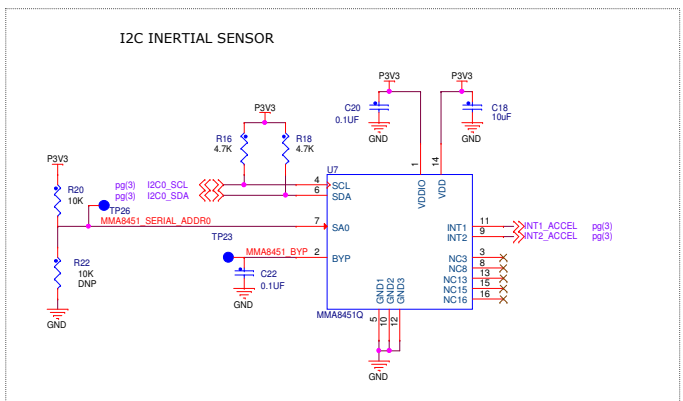 I2C INERTIAL SENSOR
P3V3
P3V3
C20
0.1UF
C18
10uF
GND
GND
P3V3
R16
4.7K
R18
4.7K
U7
1
14
VDDIO
VDD
pg(3) I2C0_SCL
4
SCL
pg(3) I2C0_SDA
6
SDA
P3V3
R20
10K
TP26
MMA8451_SERIAL_ADDR0
7
SA0
INT1
11
INT1_ACCEL pg(3)
INT2
9
INT2_ACCEL pg(3)
TP23
MMA8451_BYP
2
BYP
NC3
3
NC8
8
NC13
13
NC15
15
NC16
16
R22
10K
DNP
C22
0.1UF
GND
GND
GND1
GND2
GND3
MMA8451Q
5
10
12
GND